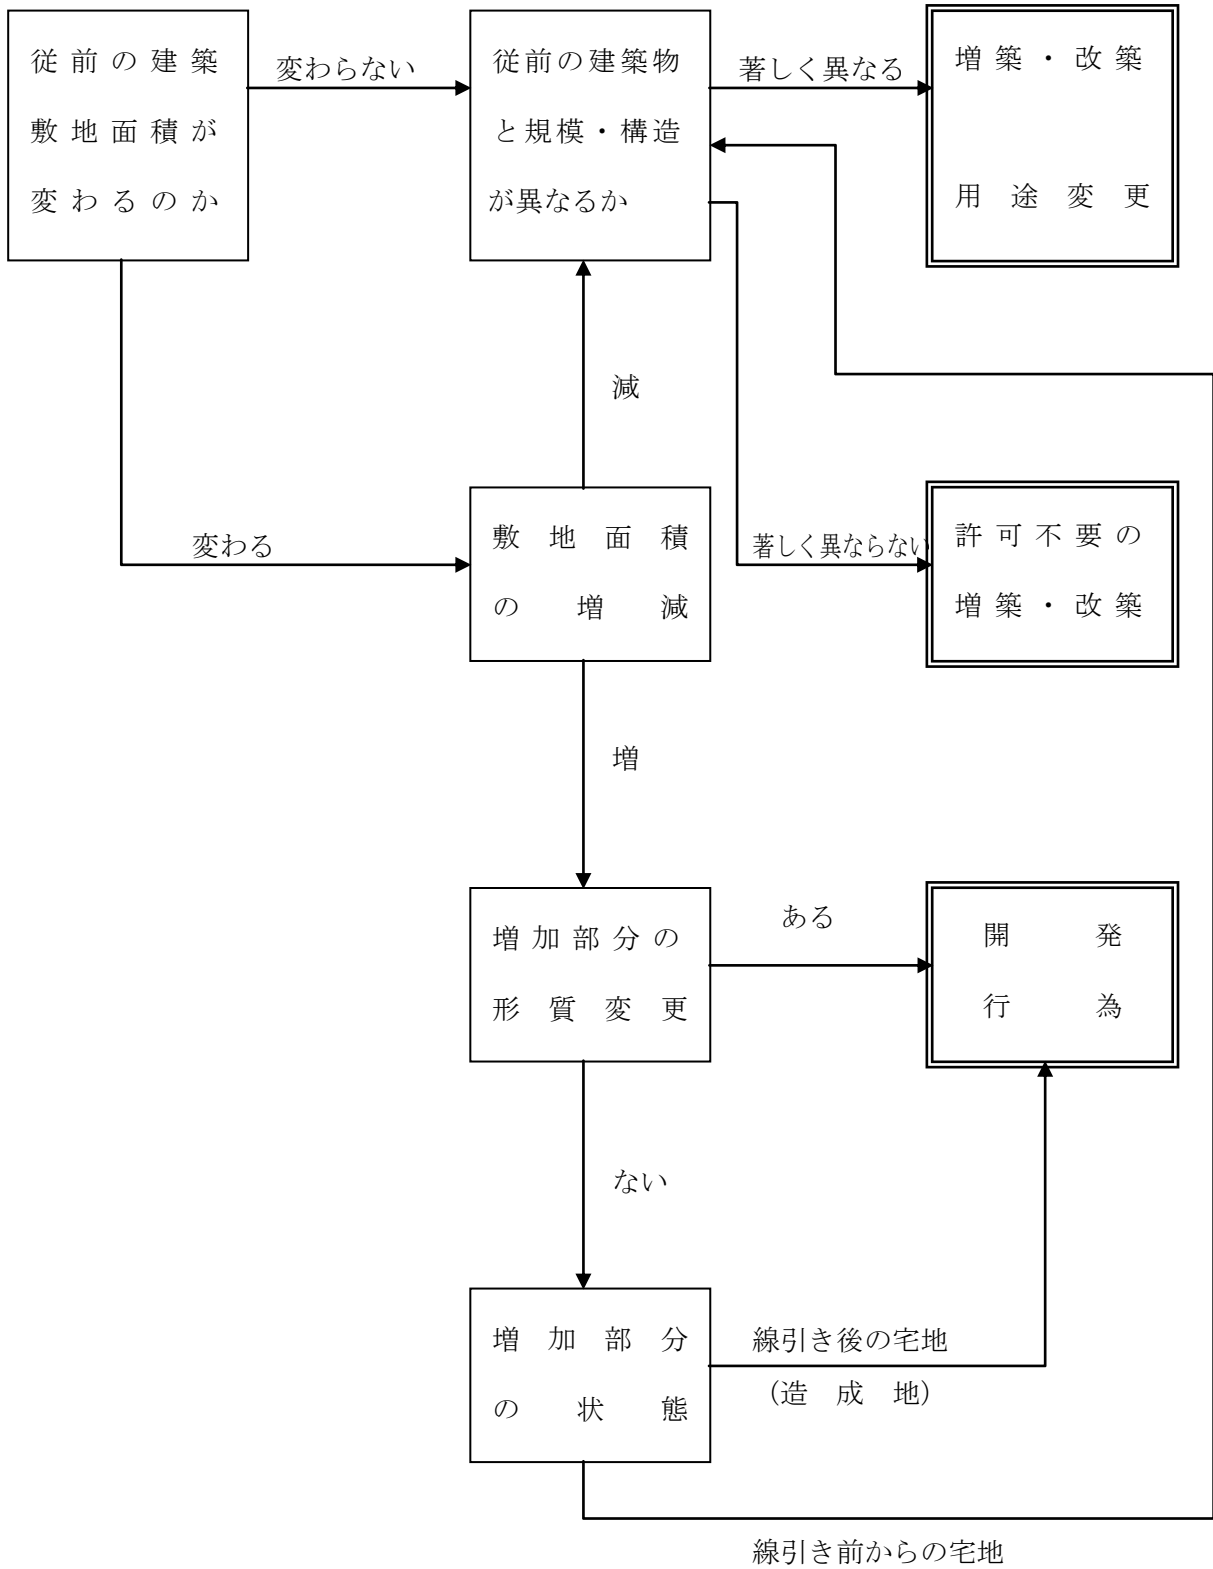 従前の建築
敷地面積が
変わるのか
変わらない
従前の建築物
と規模・構造
が異なるか
著しく異なる
増築・改築
用途変更
減
変わる
敷地面積
の増減
著しく異ならない
許可不要の
増築・改築
増
増加部分の
形質変更
ある
開発
行為
ない
増加部分
の状態
線引き後の宅地
（造成地）
線引き前からの宅地